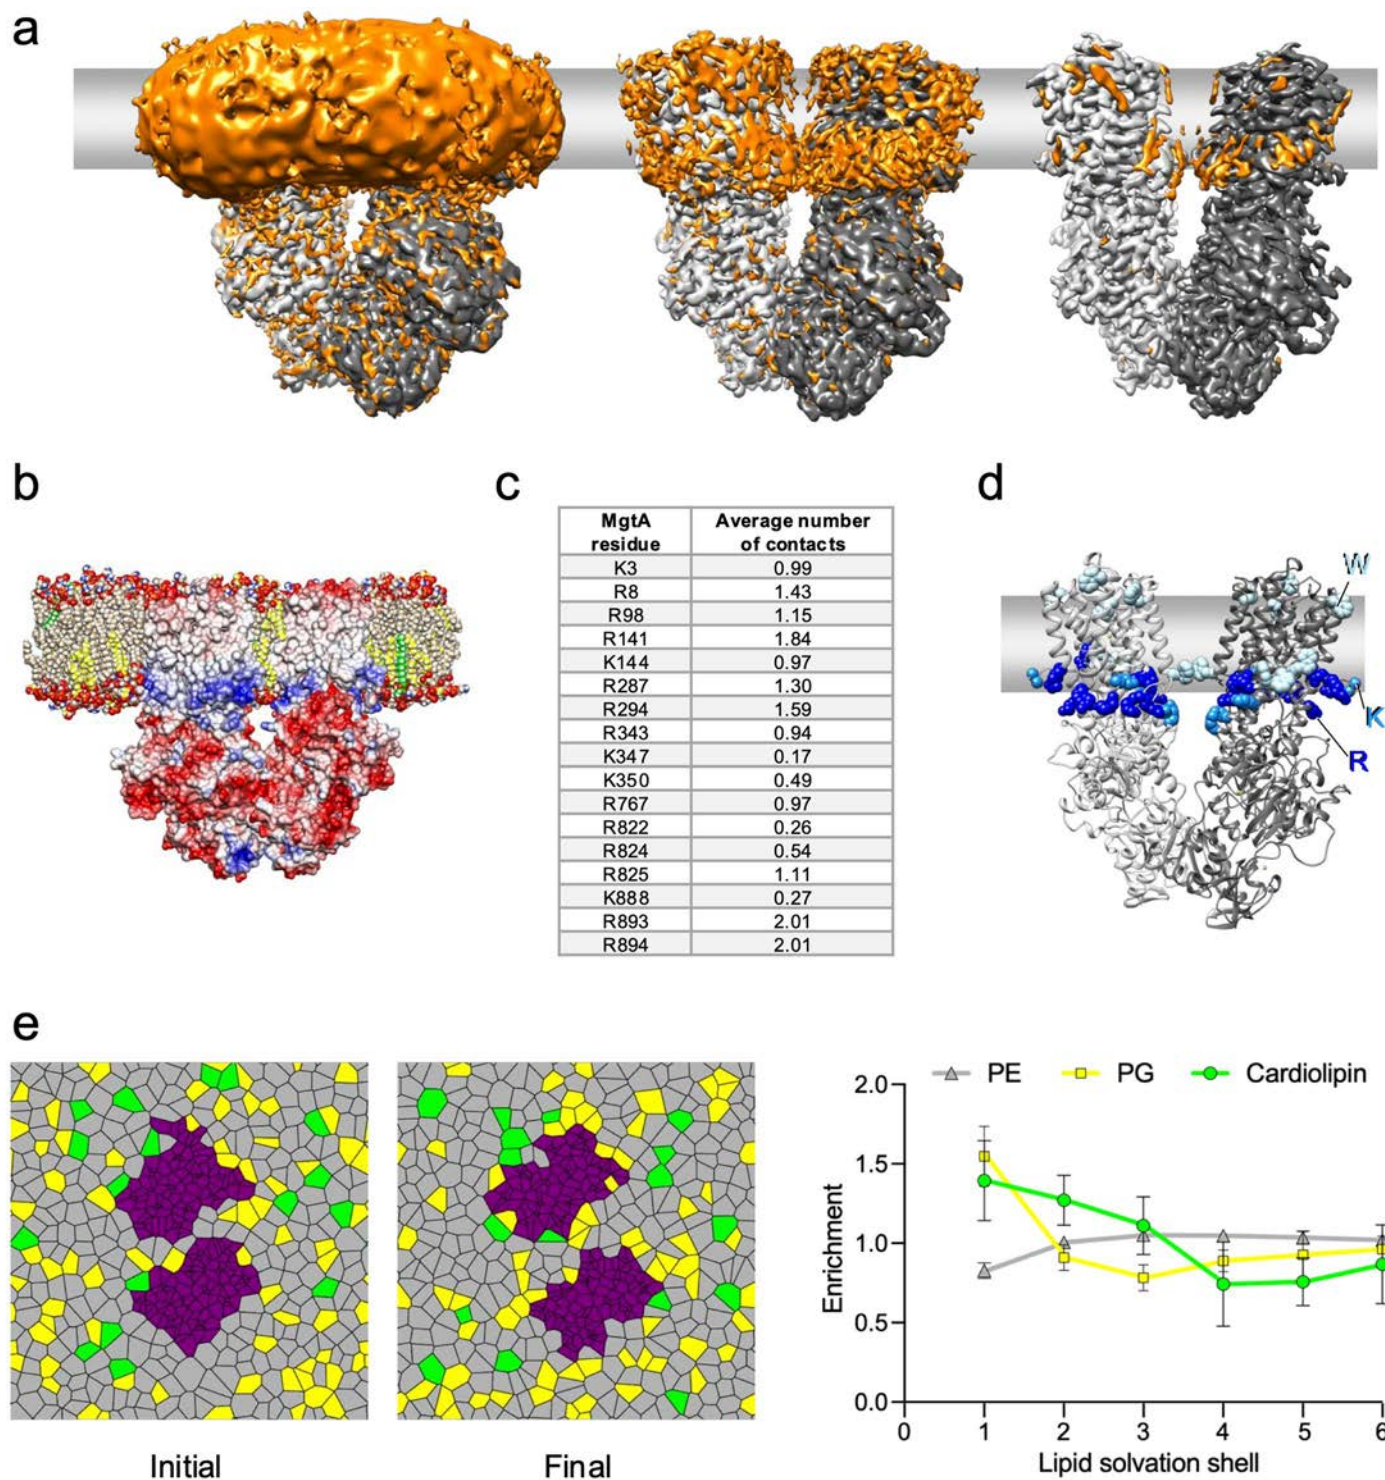 a
b
c
d
MgtA residue Average number of contacts
K3 0.99
R8 1.43
R98 1.15
R141 1.84
K144 0.97
R287 1.30
R294 1.59
R343 0.94
K347 0.17
K350 0.49
R767 0.97
R822 0.26
R824 0.54
R825 1.11
K888 0.27
R893 2.01
R894 2.01
W
K
R
e
Initial
Final
PE PG Cardiolipin
Enrichment
2.0
1.5
1.0
0.5
0.0
0 1 2 3 4 5 6
Lipid solvation shell